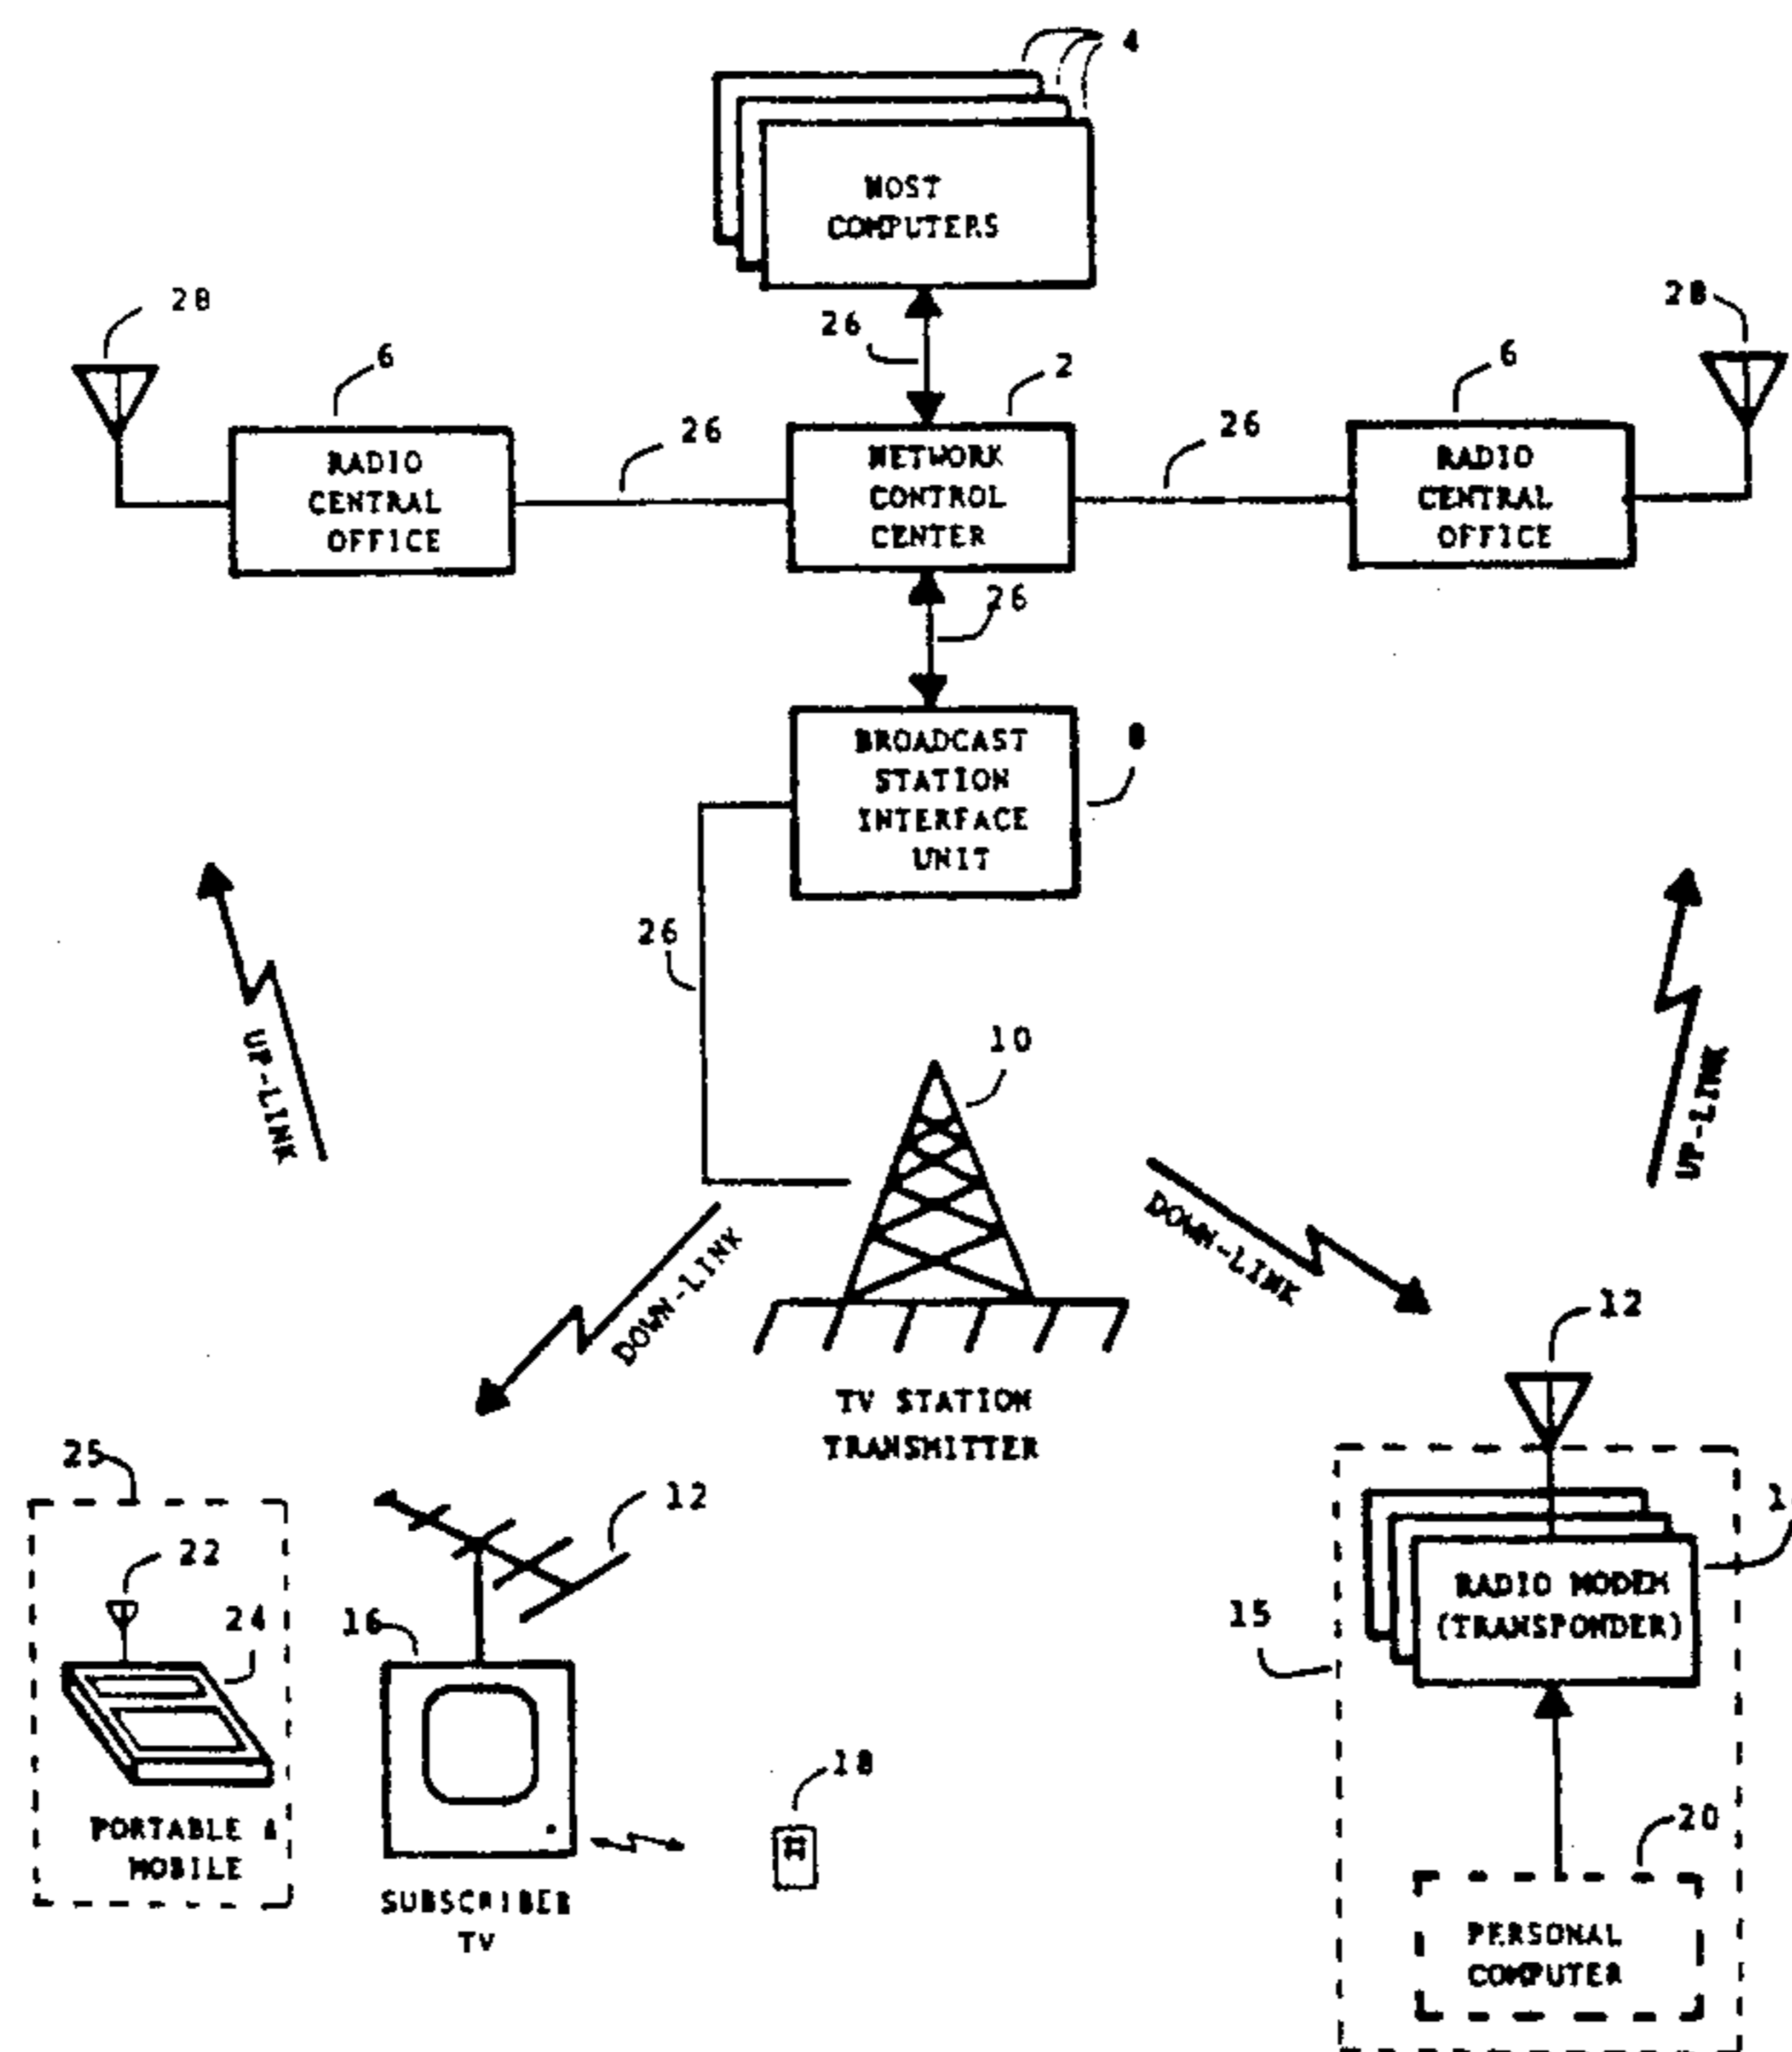 4
HOST
COMPUTERS
28
28
26
6
2
6
26
26
RADIO
CENTRAL
OFFICE
NETWORK
CONTROL
CENTER
RADIO
CENTRAL
OFFICE
26
BROADCAST
STATION
INTERFACE
UNIT
8
26
UP-LINK
10
UP-LINK
DOWN-LINK
DOWN-LINK
12
TV STATION
TRANSMITTER
25
12
22
24
16
15
RADIO MODEM
(TRANSPONDER)
18
20
PORTABLE &
MOBILE
SUBSCRIBER
TV
PERSONAL
COMPUTER